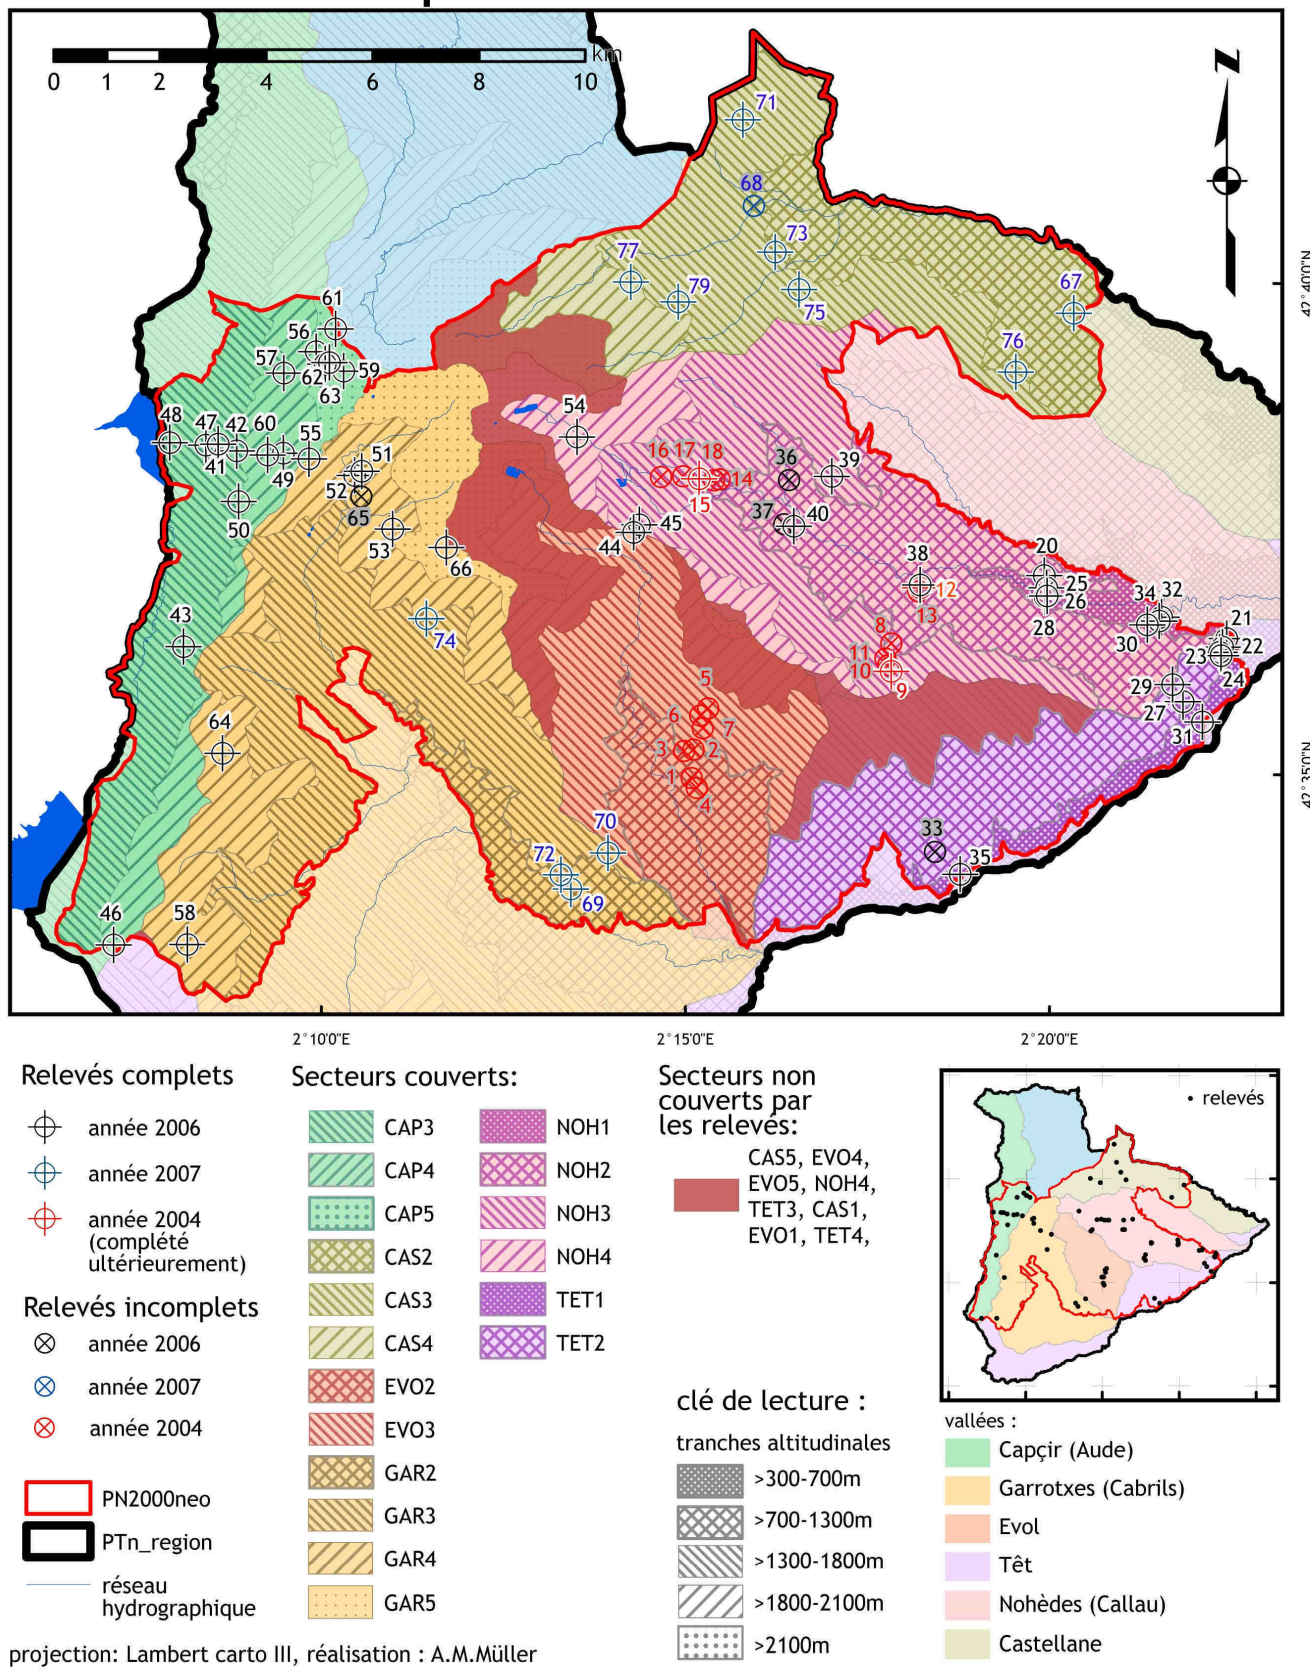 km
0 1 2 4 6 8 10
Z
71
68
73
77
79
75
67
76
61
56
57
62
59
63
48
47
42
60
55
41
49
50
51
52
65
53
66
54
16
17
18
14
15
36
39
37
40
45
44
38
12
13
20
25
26
28
34
32
30
21
22
23
24
29
27
31
8
11
10
9
43
74
5
6
7
3
2
1
4
64
70
72
69
33
35
46
58
42°40'0"N
42°35'0"N
2°10'00"E
2°15'0"E
2°20'0"E
Relevés complets
année 2006
année 2007
année 2004
(complété
ultérieurement)
Relevés incomplets
année 2006
année 2007
année 2004
PN2000neo
PTn_region
réseau
hydrographique
Secteurs couverts:
CAP3
CAP4
CAP5
CAS2
CAS3
CAS4
EVO2
EVO3
GAR2
GAR3
GAR4
GAR5
NOH1
NOH2
NOH3
NOH4
TET1
TET2
Secteurs non
couverts par
les relevés:
CAS5, EVO4,
EVO5, NOH4,
TET3, CAS1,
EVO1, TET4,
clé de lecture :
tranches altitudinales
>300-700m
>700-1300m
>1300-1800m
>1800-2100m
>2100m
relevés
vallées :
Capçir (Aude)
Garrotxes (Cabrils)
Evol
Têt
Nohèdes (Callau)
Castellane
projection: Lambert carto III, réalisation : A.M.Müller